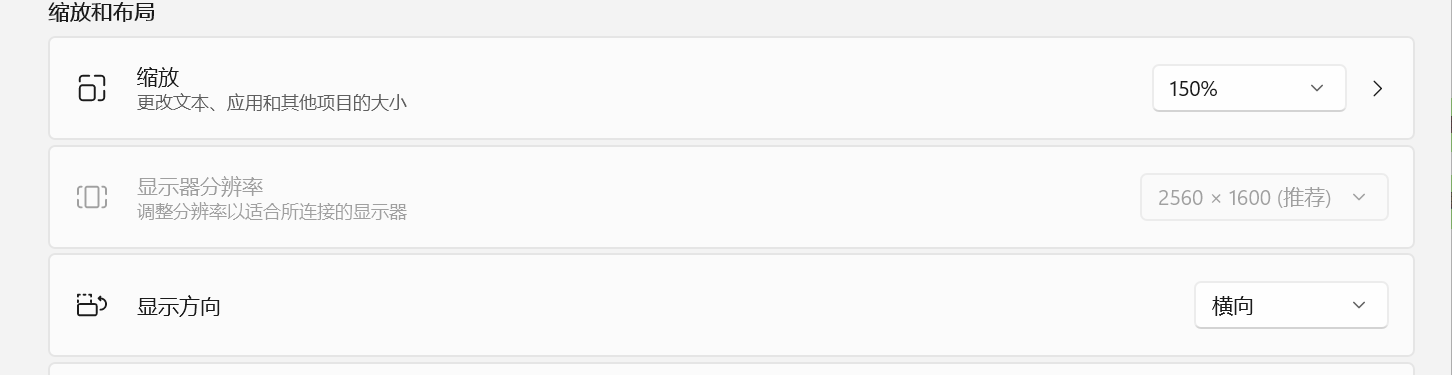 缩放和布局
缩放
更改文本、应用和其他项目的大小
150%
显示器分辨率
调整分辨率以适合所连接的显示器
2560 × 1600 (推荐)
显示方向
横向